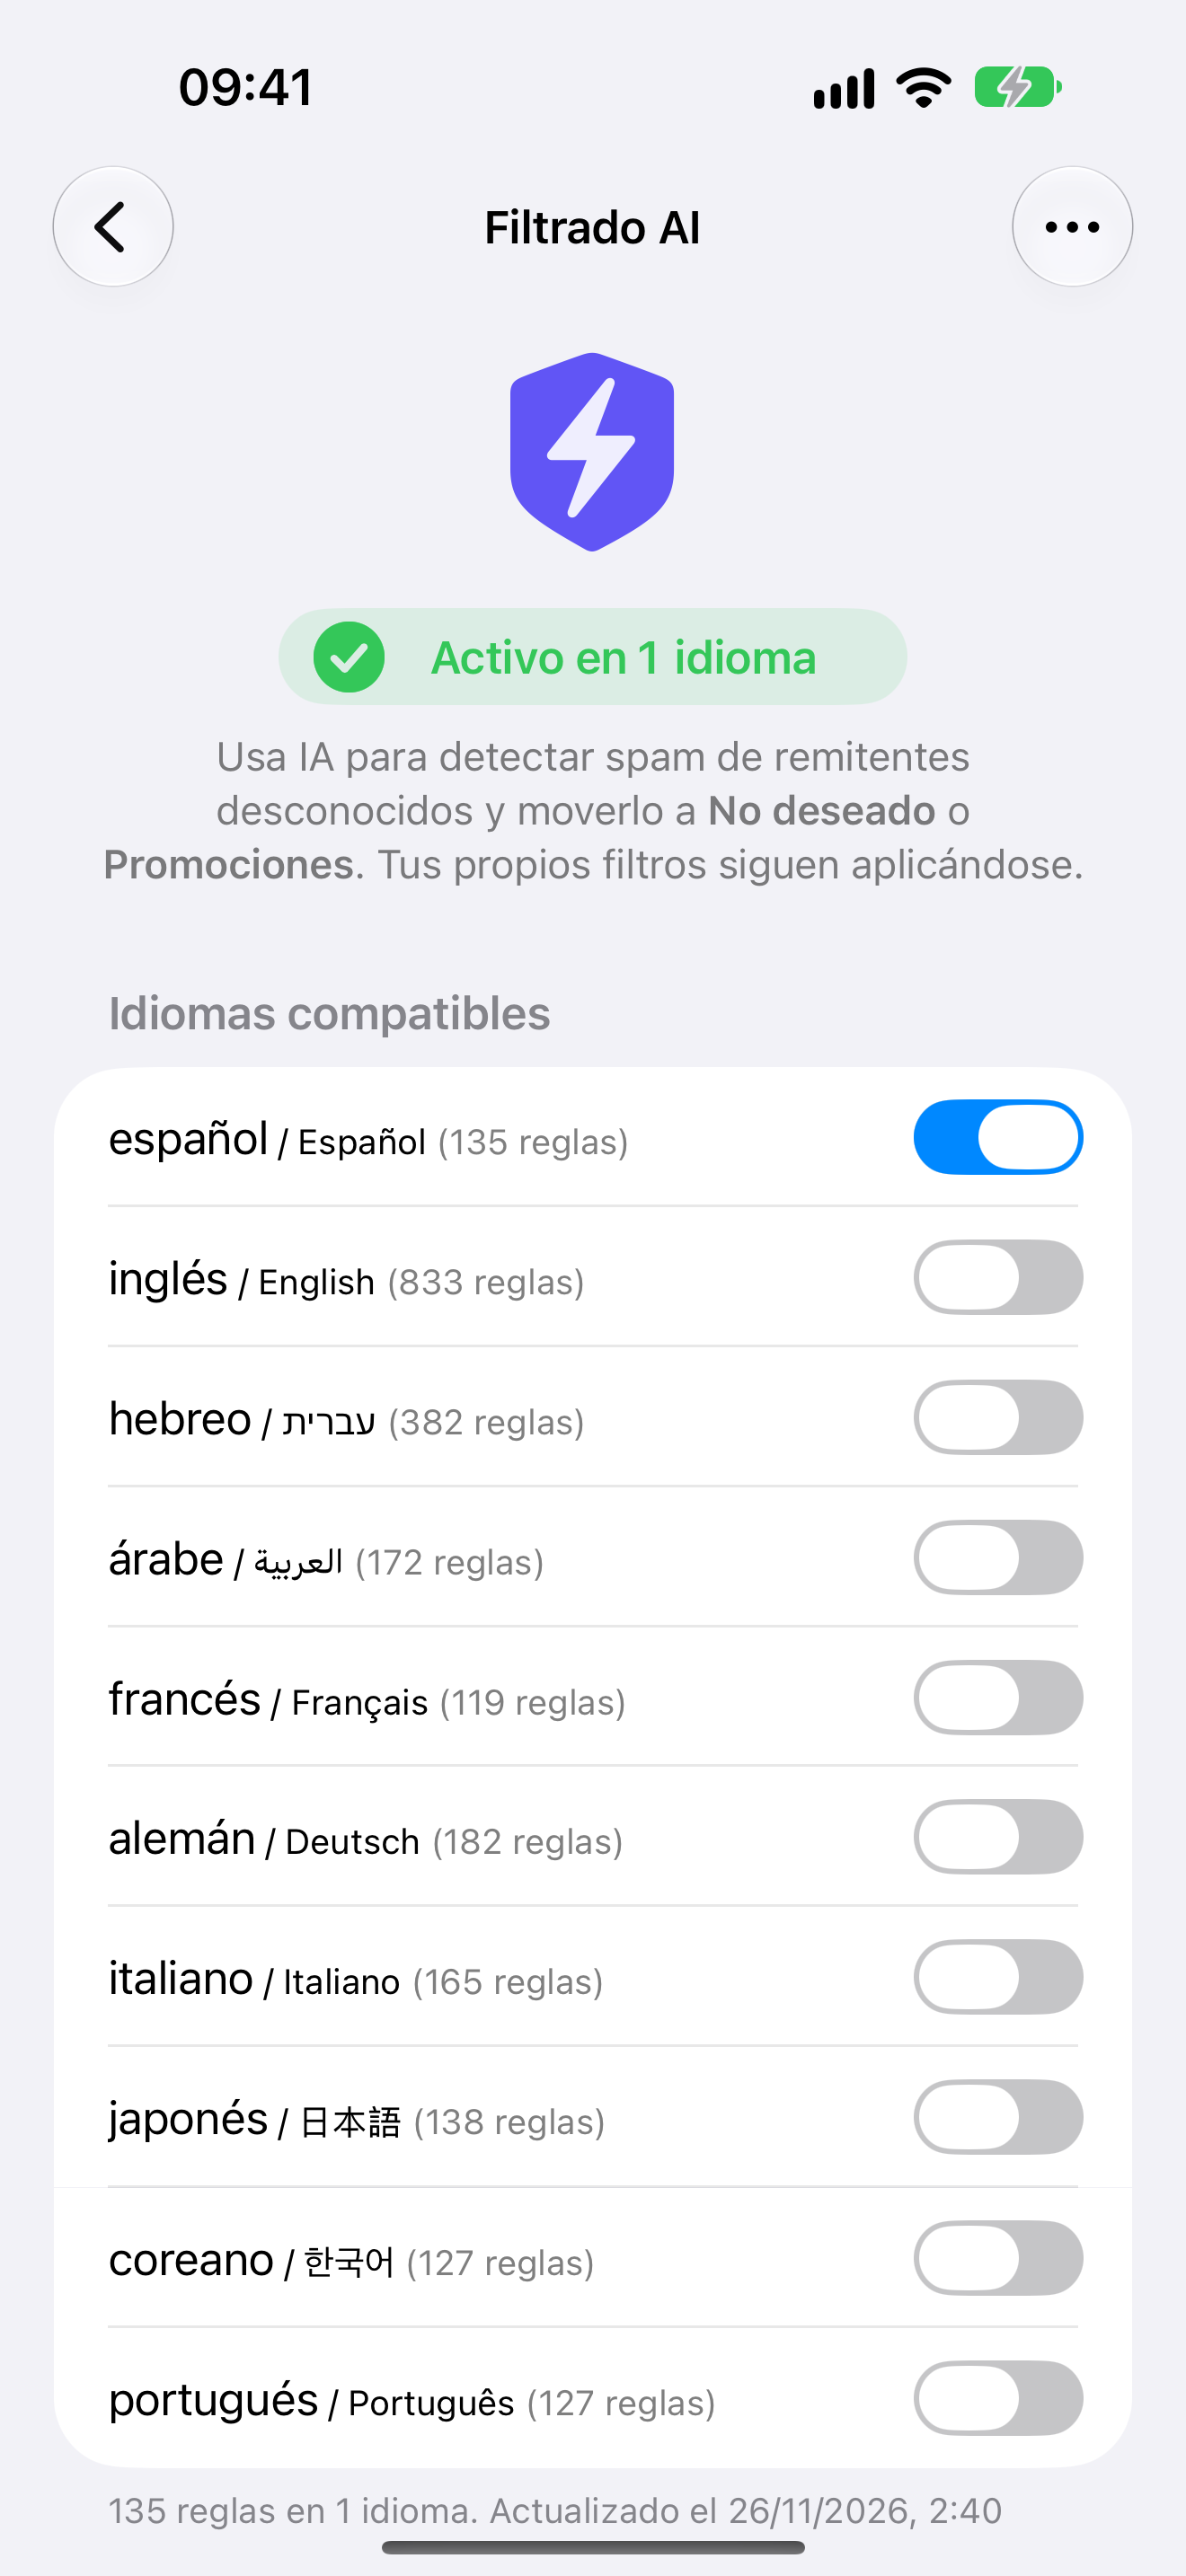 09:41
Filtrado AI
Activo en 1 idioma
Usa IA para detectar spam de remitentes
desconocidos y moverlo a No deseado o
Promociones. Tus propios filtros siguen aplicándose.
Idiomas compatibles
español / Español (135 reglas)
inglés / English (833 reglas)
hebreo / עברית (382 reglas)
árabe / العربية (172 reglas)
francés / Français (119 reglas)
alemán / Deutsch (182 reglas)
italiano / Italiano (165 reglas)
japonés / 日本語 (138 reglas)
coreano / 한국어 (127 reglas)
portugués / Português (127 reglas)
135 reglas en 1 idioma. Actualizado el 26/11/2026, 2:40